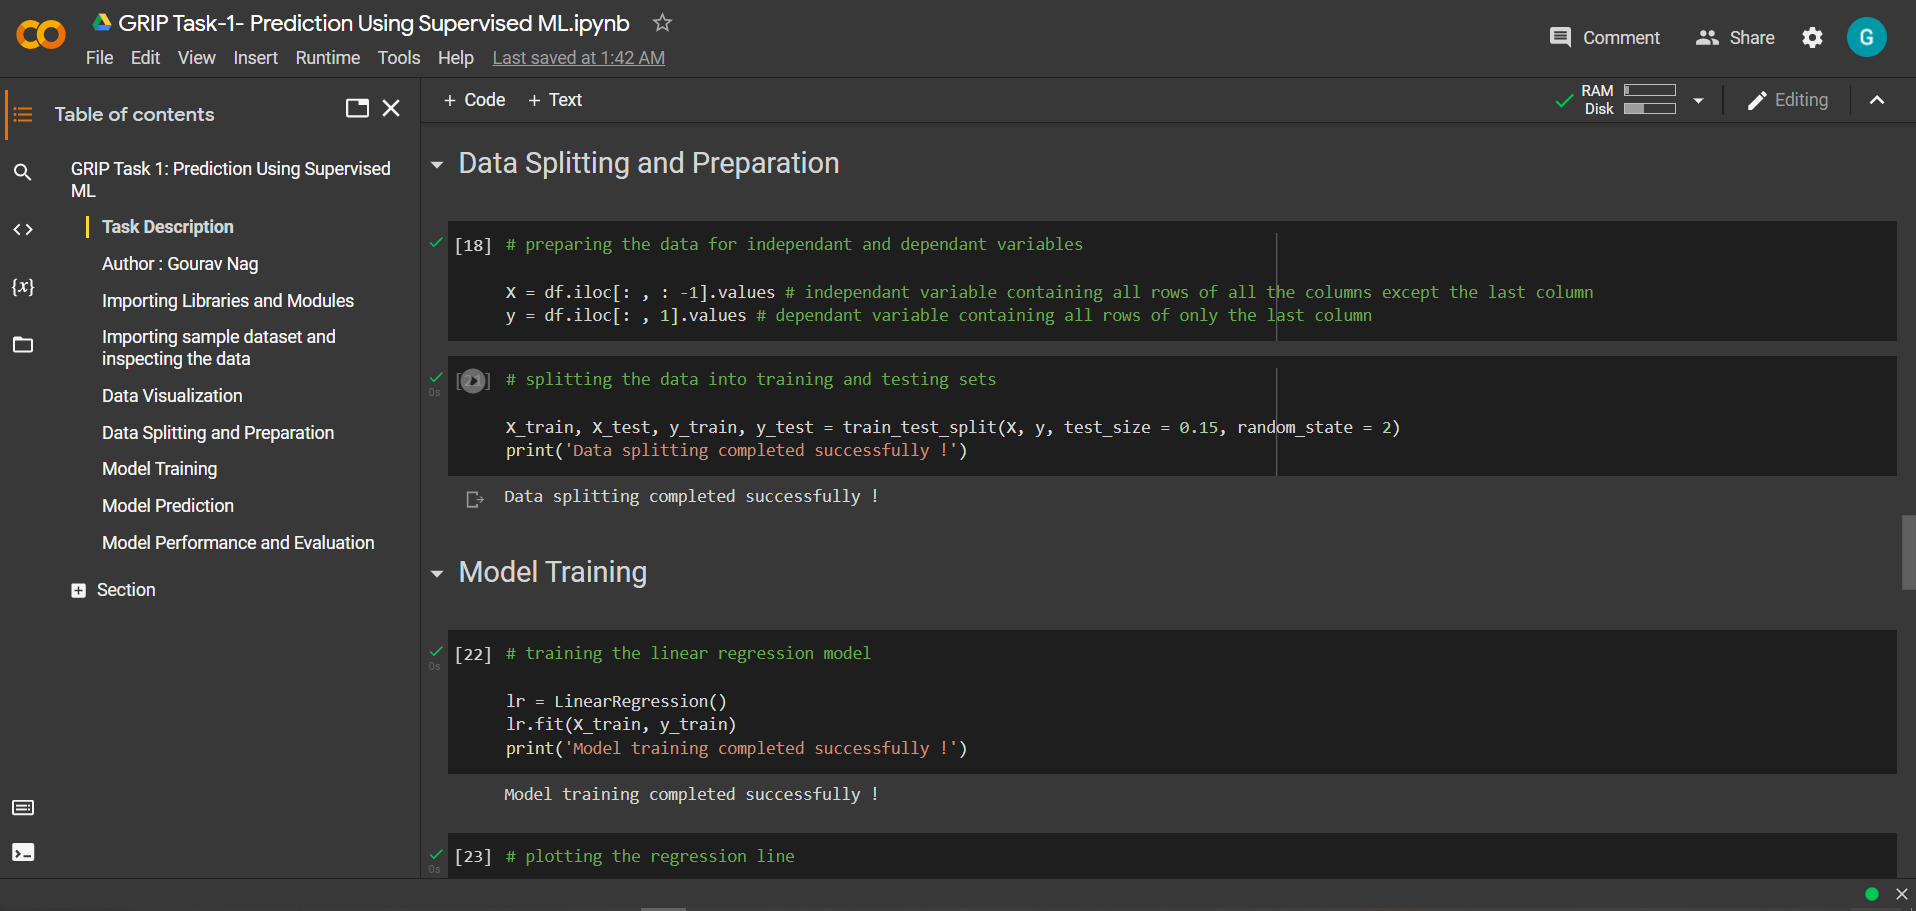 GRIP Task-1- Prediction Using Supervised ML.ipynb
File Edit View Insert Runtime Tools Help Last saved at 1:42 AM
Comment Share G
Table of contents
GRIP Task 1: Prediction Using Supervised
ML
Task Description
Author : Gourav Nag
Importing Libraries and Modules
Importing sample dataset and
inspecting the data
Data Visualization
Data Splitting and Preparation
Model Training
Model Prediction
Model Performance and Evaluation
Section
+ Code + Text
RAM
Disk
Editing
Data Splitting and Preparation
[18] # preparing the data for independant and dependant variables
X = df.iloc[: , : -1].values # independant variable containing all rows of all the columns except the last column
y = df.iloc[: , 1].values # dependant variable containing all rows of only the last column
0s
# splitting the data into training and testing sets
X_train, X_test, y_train, y_test = train_test_split(X, y, test_size = 0.15, random_state = 2)
print('Data splitting completed successfully !')
Data splitting completed successfully !
Model Training
0s
[22] # training the linear regression model
lr = LinearRegression()
lr.fit(X_train, y_train)
print('Model training completed successfully !')
Model training completed successfully !
0s
[23] # plotting the regression line